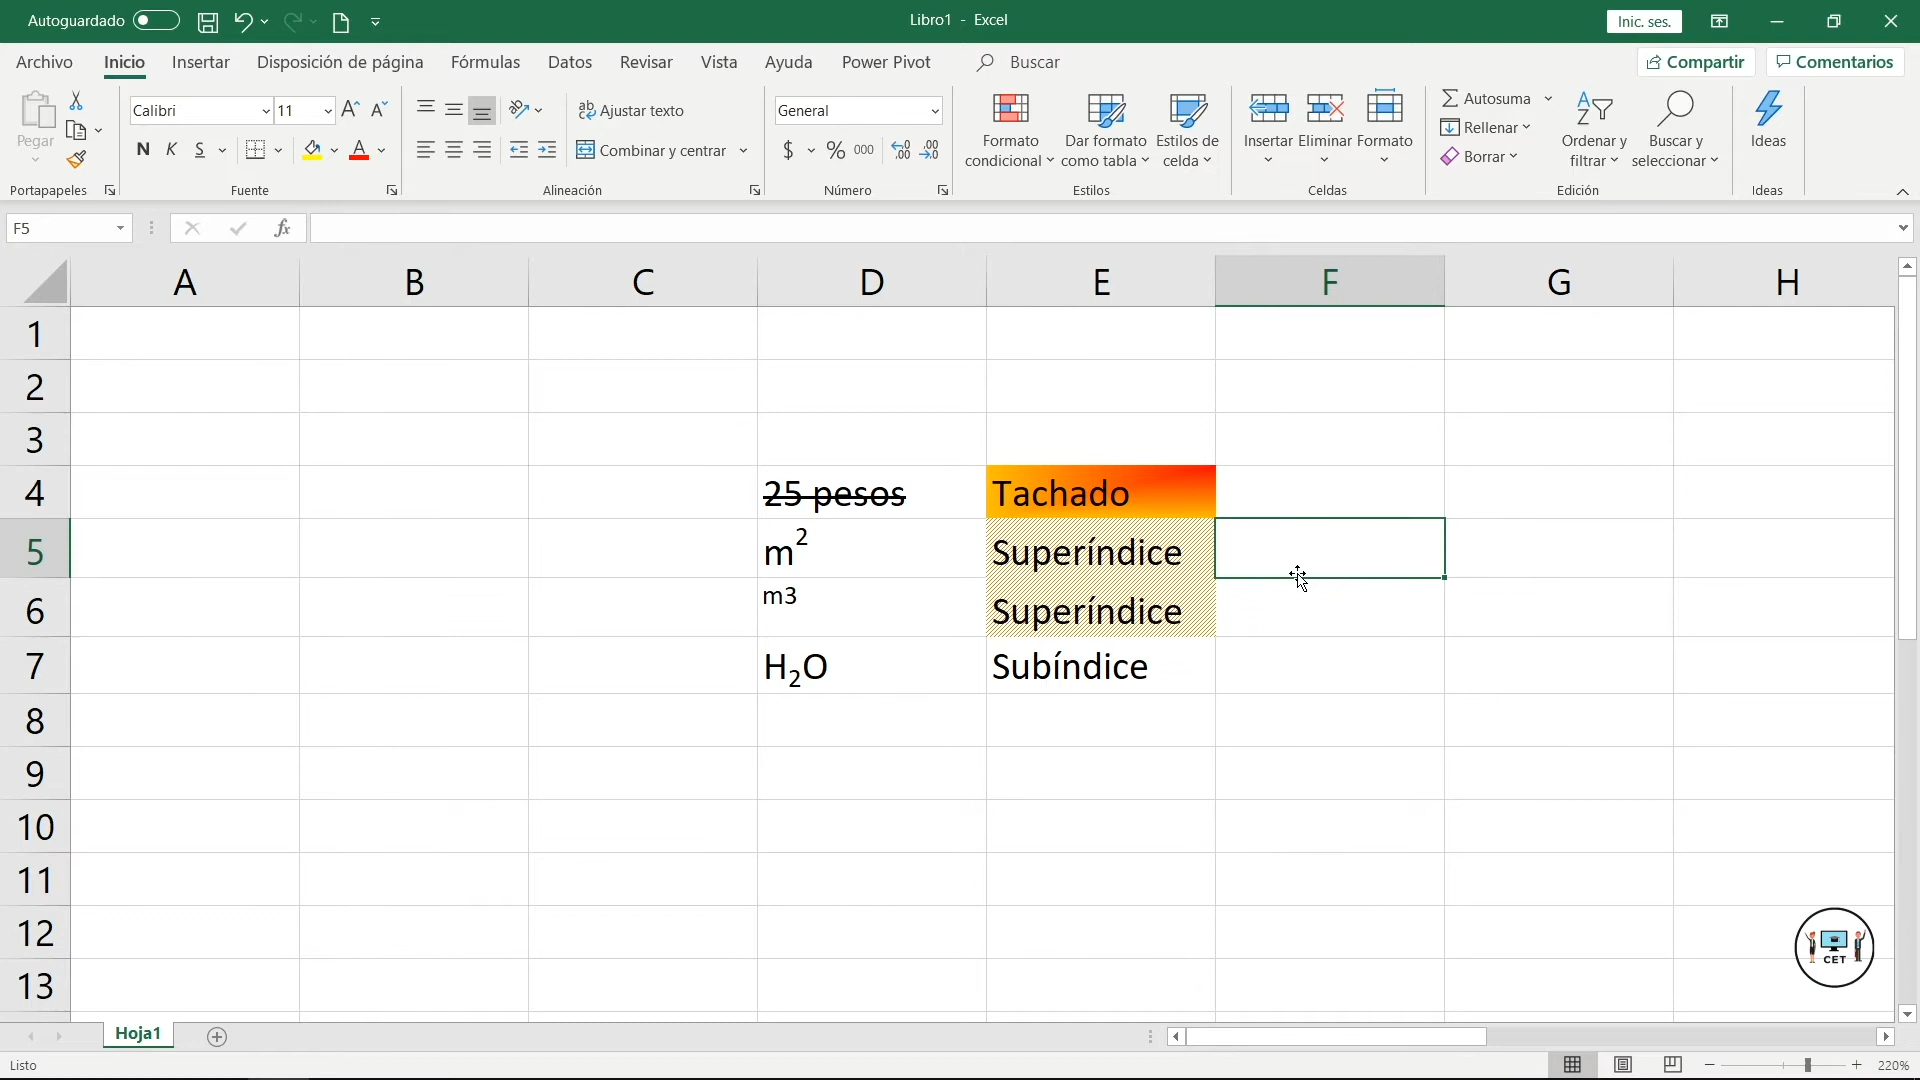 Autoguardado
Libro1 - Excel
Inic. ses.
Archivo Inicio Insertar Disposición de página Fórmulas Datos Revisar Vista Ayuda Power Pivot Buscar Compartir Comentarios
Pegar
Calibri 11
N K S A
Ajustar texto
Combinar y centrar
General
$ % 000
Formato condicional
Dar formato como tabla
Estilos de celda
Insertar Eliminar Formato
Autosuma
Rellenar
Borrar
Ordenar y filtrar
Buscar y seleccionar
Ideas
Portapapeles Fuente Alineación Número Estilos Celdas Edición Ideas
F5 fx
A B C D E F G H
1
2
3
4 25 pesos Tachado
5 m² Superíndice
6 m3 Superíndice
7 H₂O Subíndice
8
9
10
11
12
13
CET
Hoja1
Listo 220%